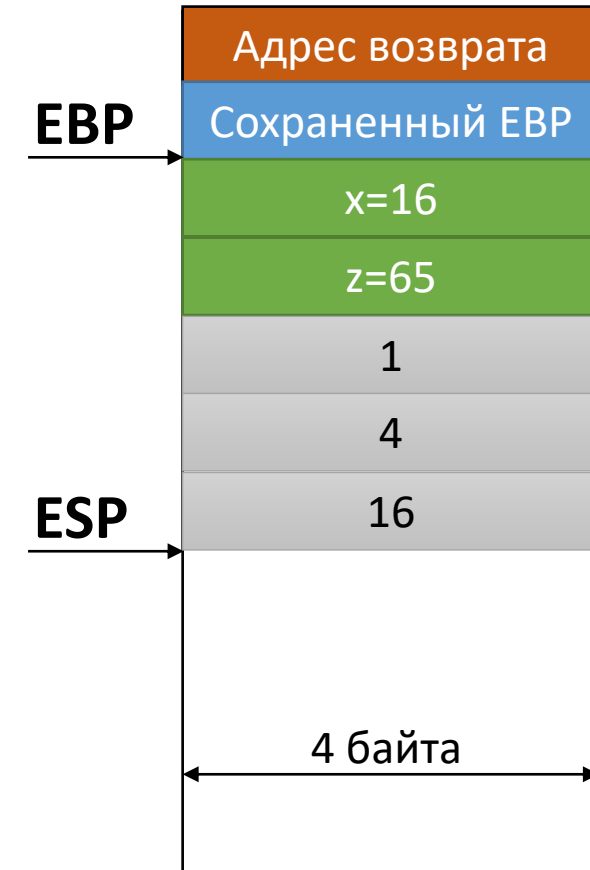 Адрес возврата
EBP
Сохраненный EBP
x=16
z=65
1
4
ESP
16
4 байта